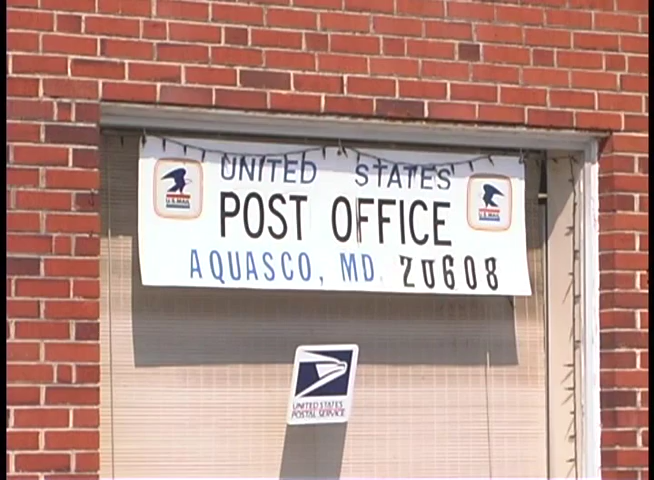 UNITED STATES
U.S. MAIL
U.S. MAIL
POST OFFICE
AQUASCO, MD. 20608
UNITED STATES
POSTAL SERVICE